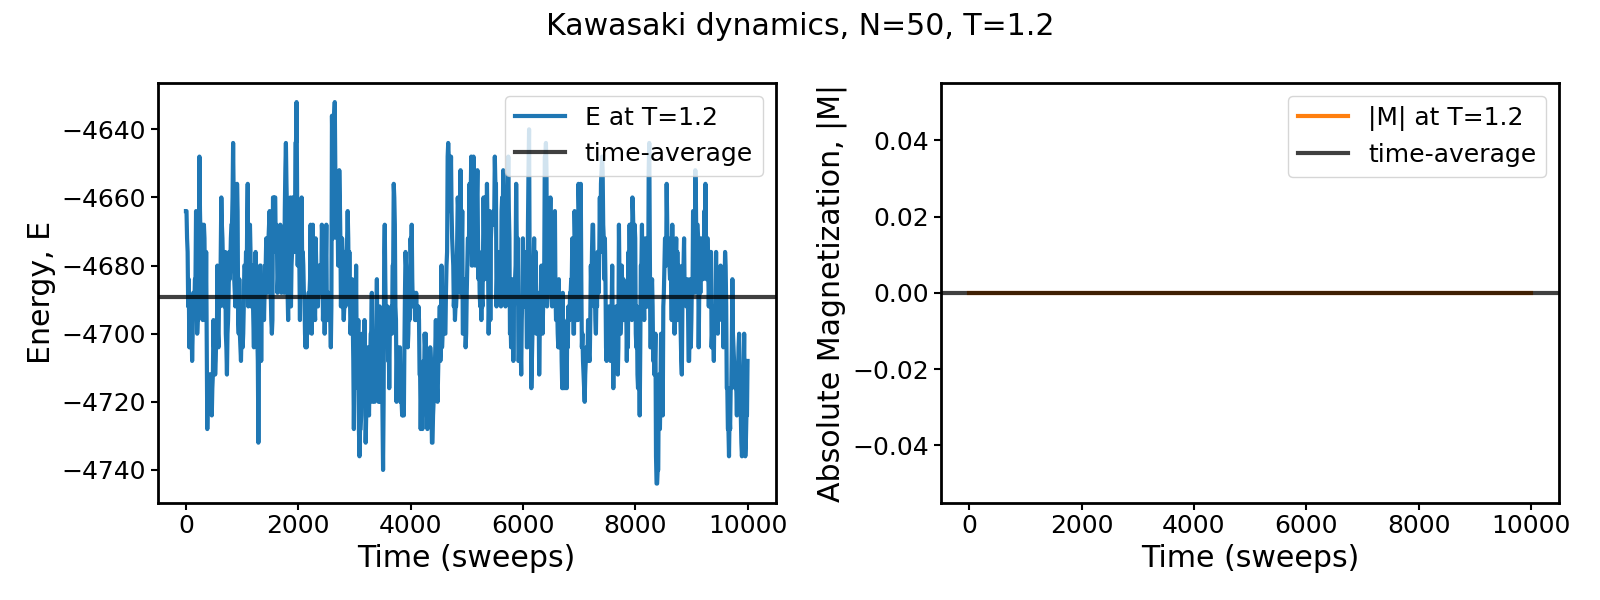 Kawasaki dynamics, N=50, T=1.2
Energy, E
−4640
−4660
−4680
−4700
−4720
−4740
E at T=1.2
time-average
0
2000
4000
6000
8000
10000
Time (sweeps)
Absolute Magnetization, |M|
0.04
0.02
0.00
−0.02
−0.04
|M| at T=1.2
time-average
0
2000
4000
6000
8000
10000
Time (sweeps)